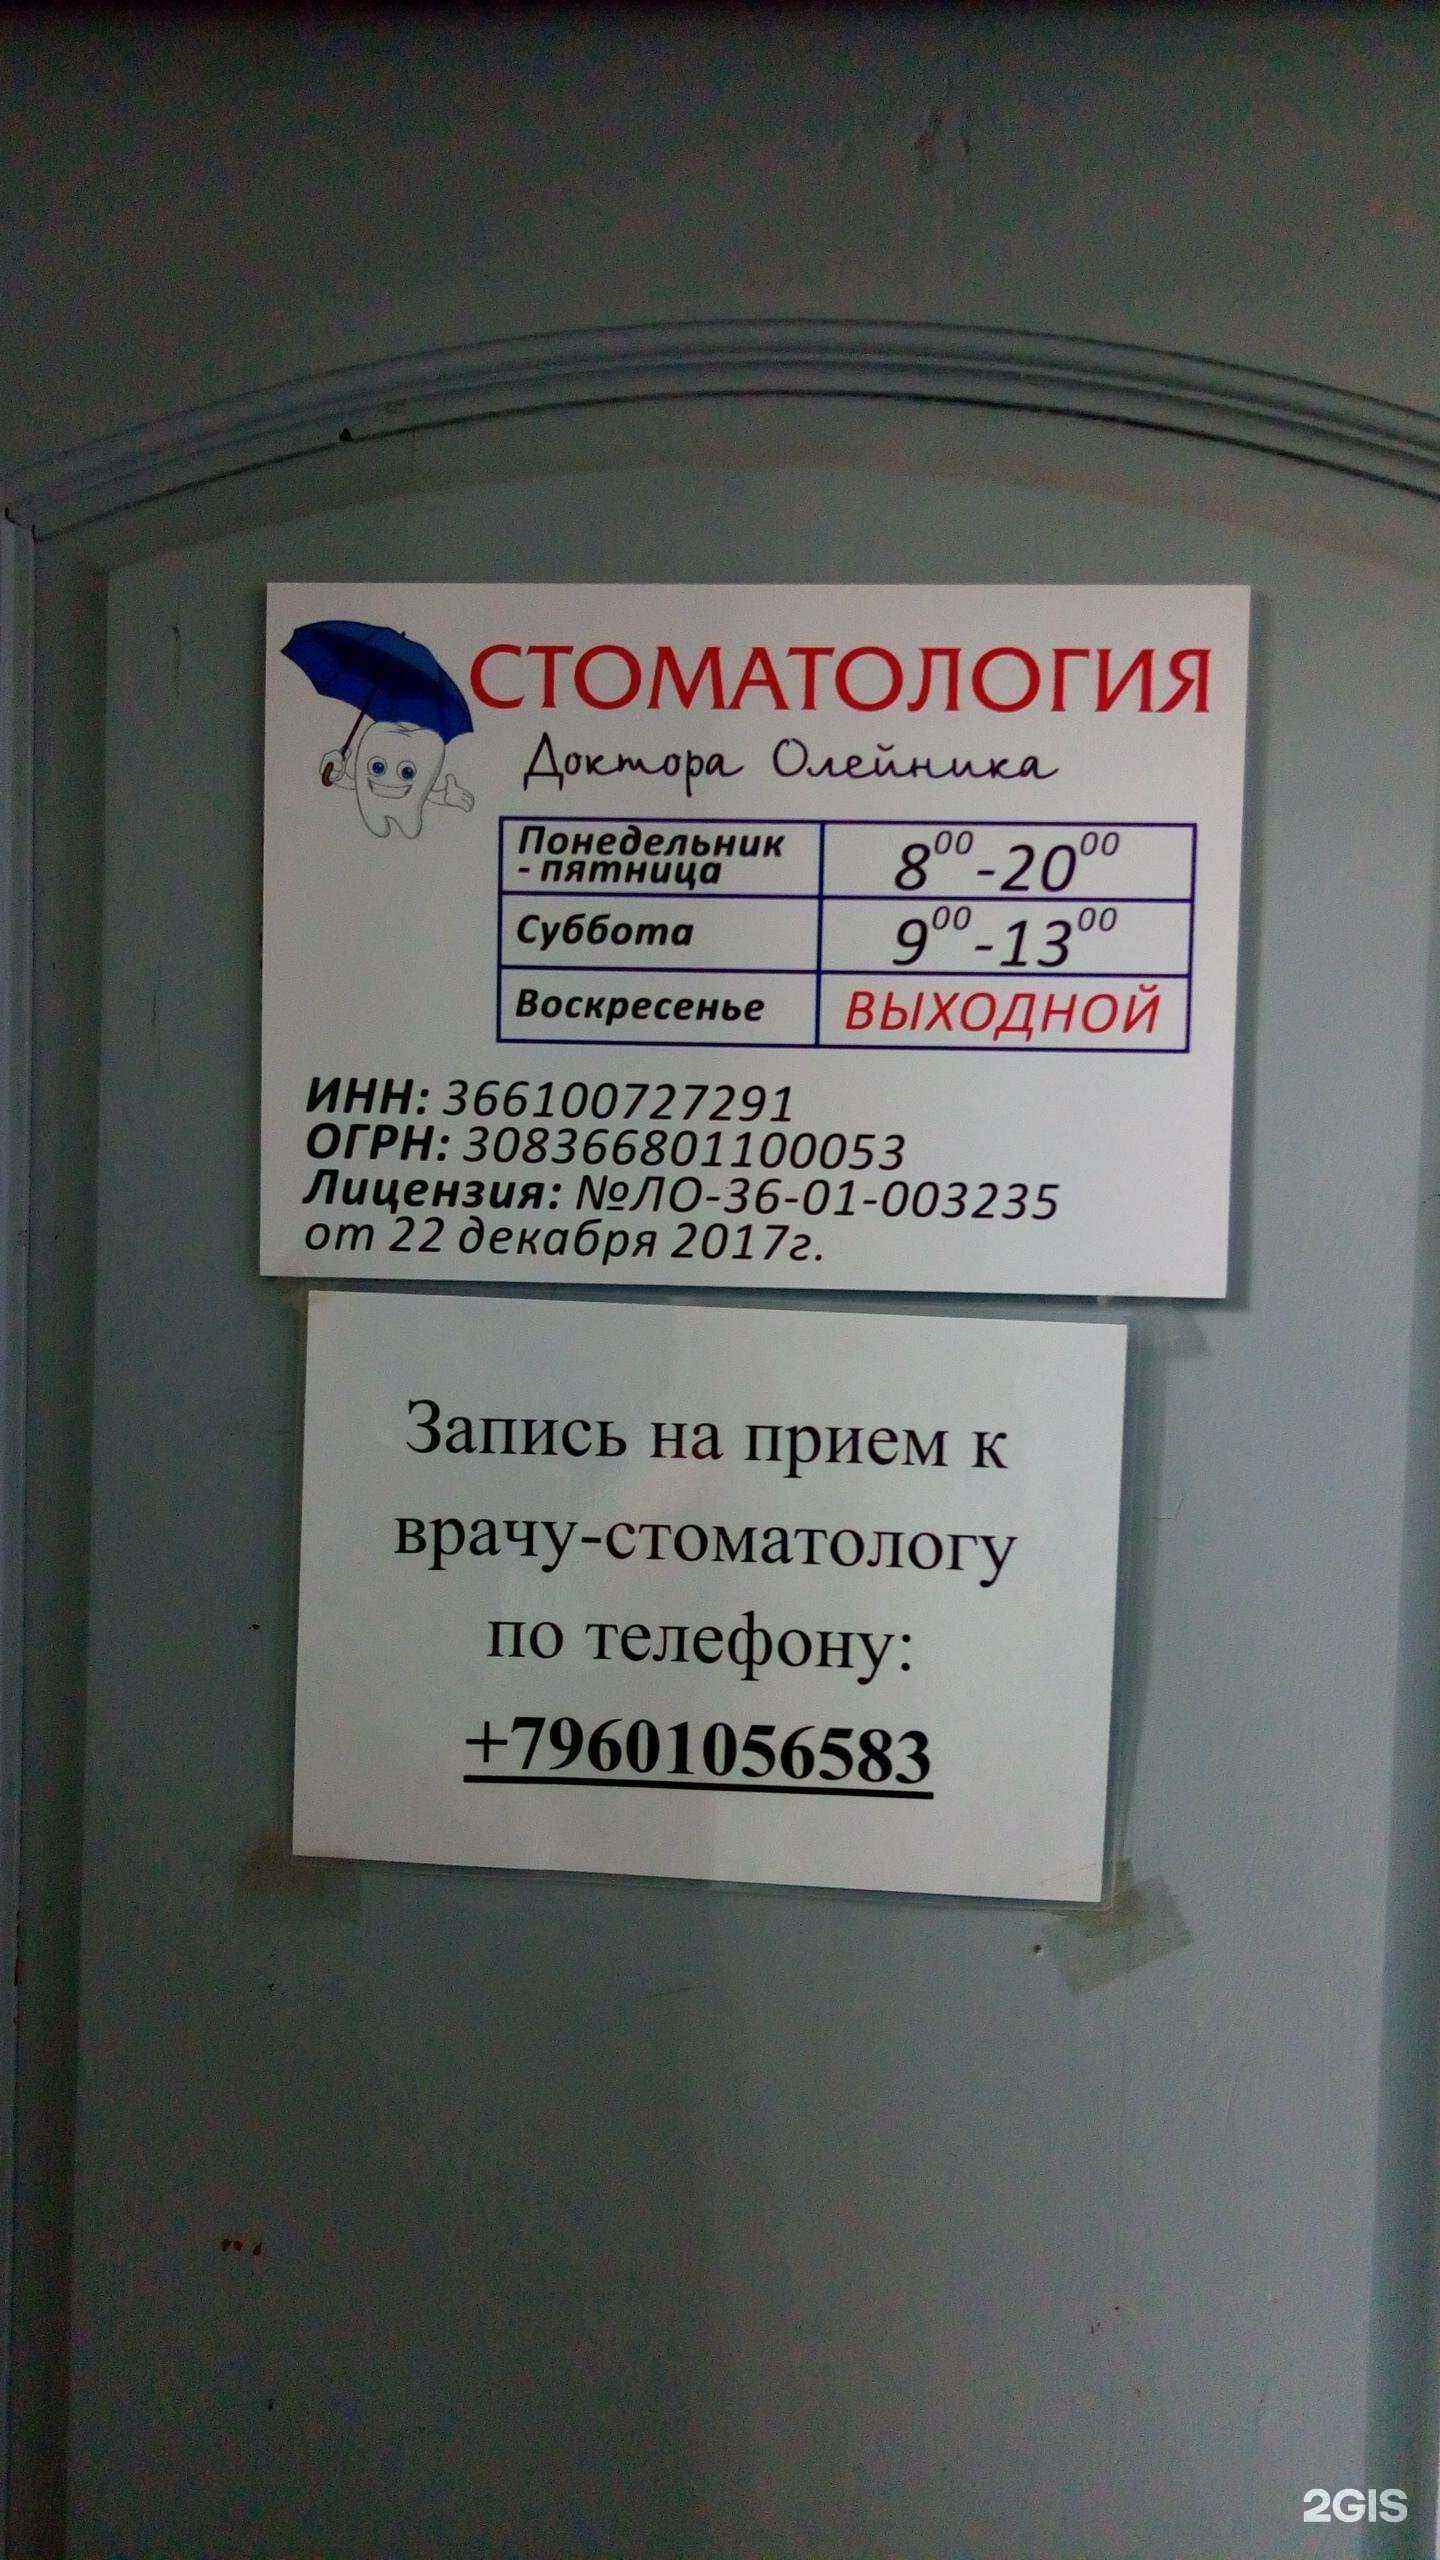 СТОМАТОЛОГИЯ
Доктора Олейника
Понедельник
- пятница
8⁰⁰-20⁰⁰
Суббота
9⁰⁰-13⁰⁰
Воскресенье
ВЫХОДНОЙ
ИНН: 366100727291
ОГРН: 308366801100053
Лицензия: №ЛО-36-01-003235
от 22 декабря 2017г.
Запись на прием к
врачу-стоматологу
по телефону:
+79601056583
2GIS